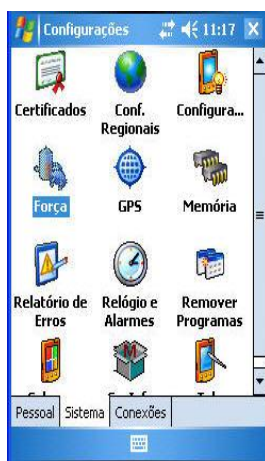 Configurações 11:17
Certificados Conf. Configura...
Regionais
Força GPS Memória
Relatório de Relógio e Remover
Erros Alarmes Programas
Pessoal Sistema Conexões